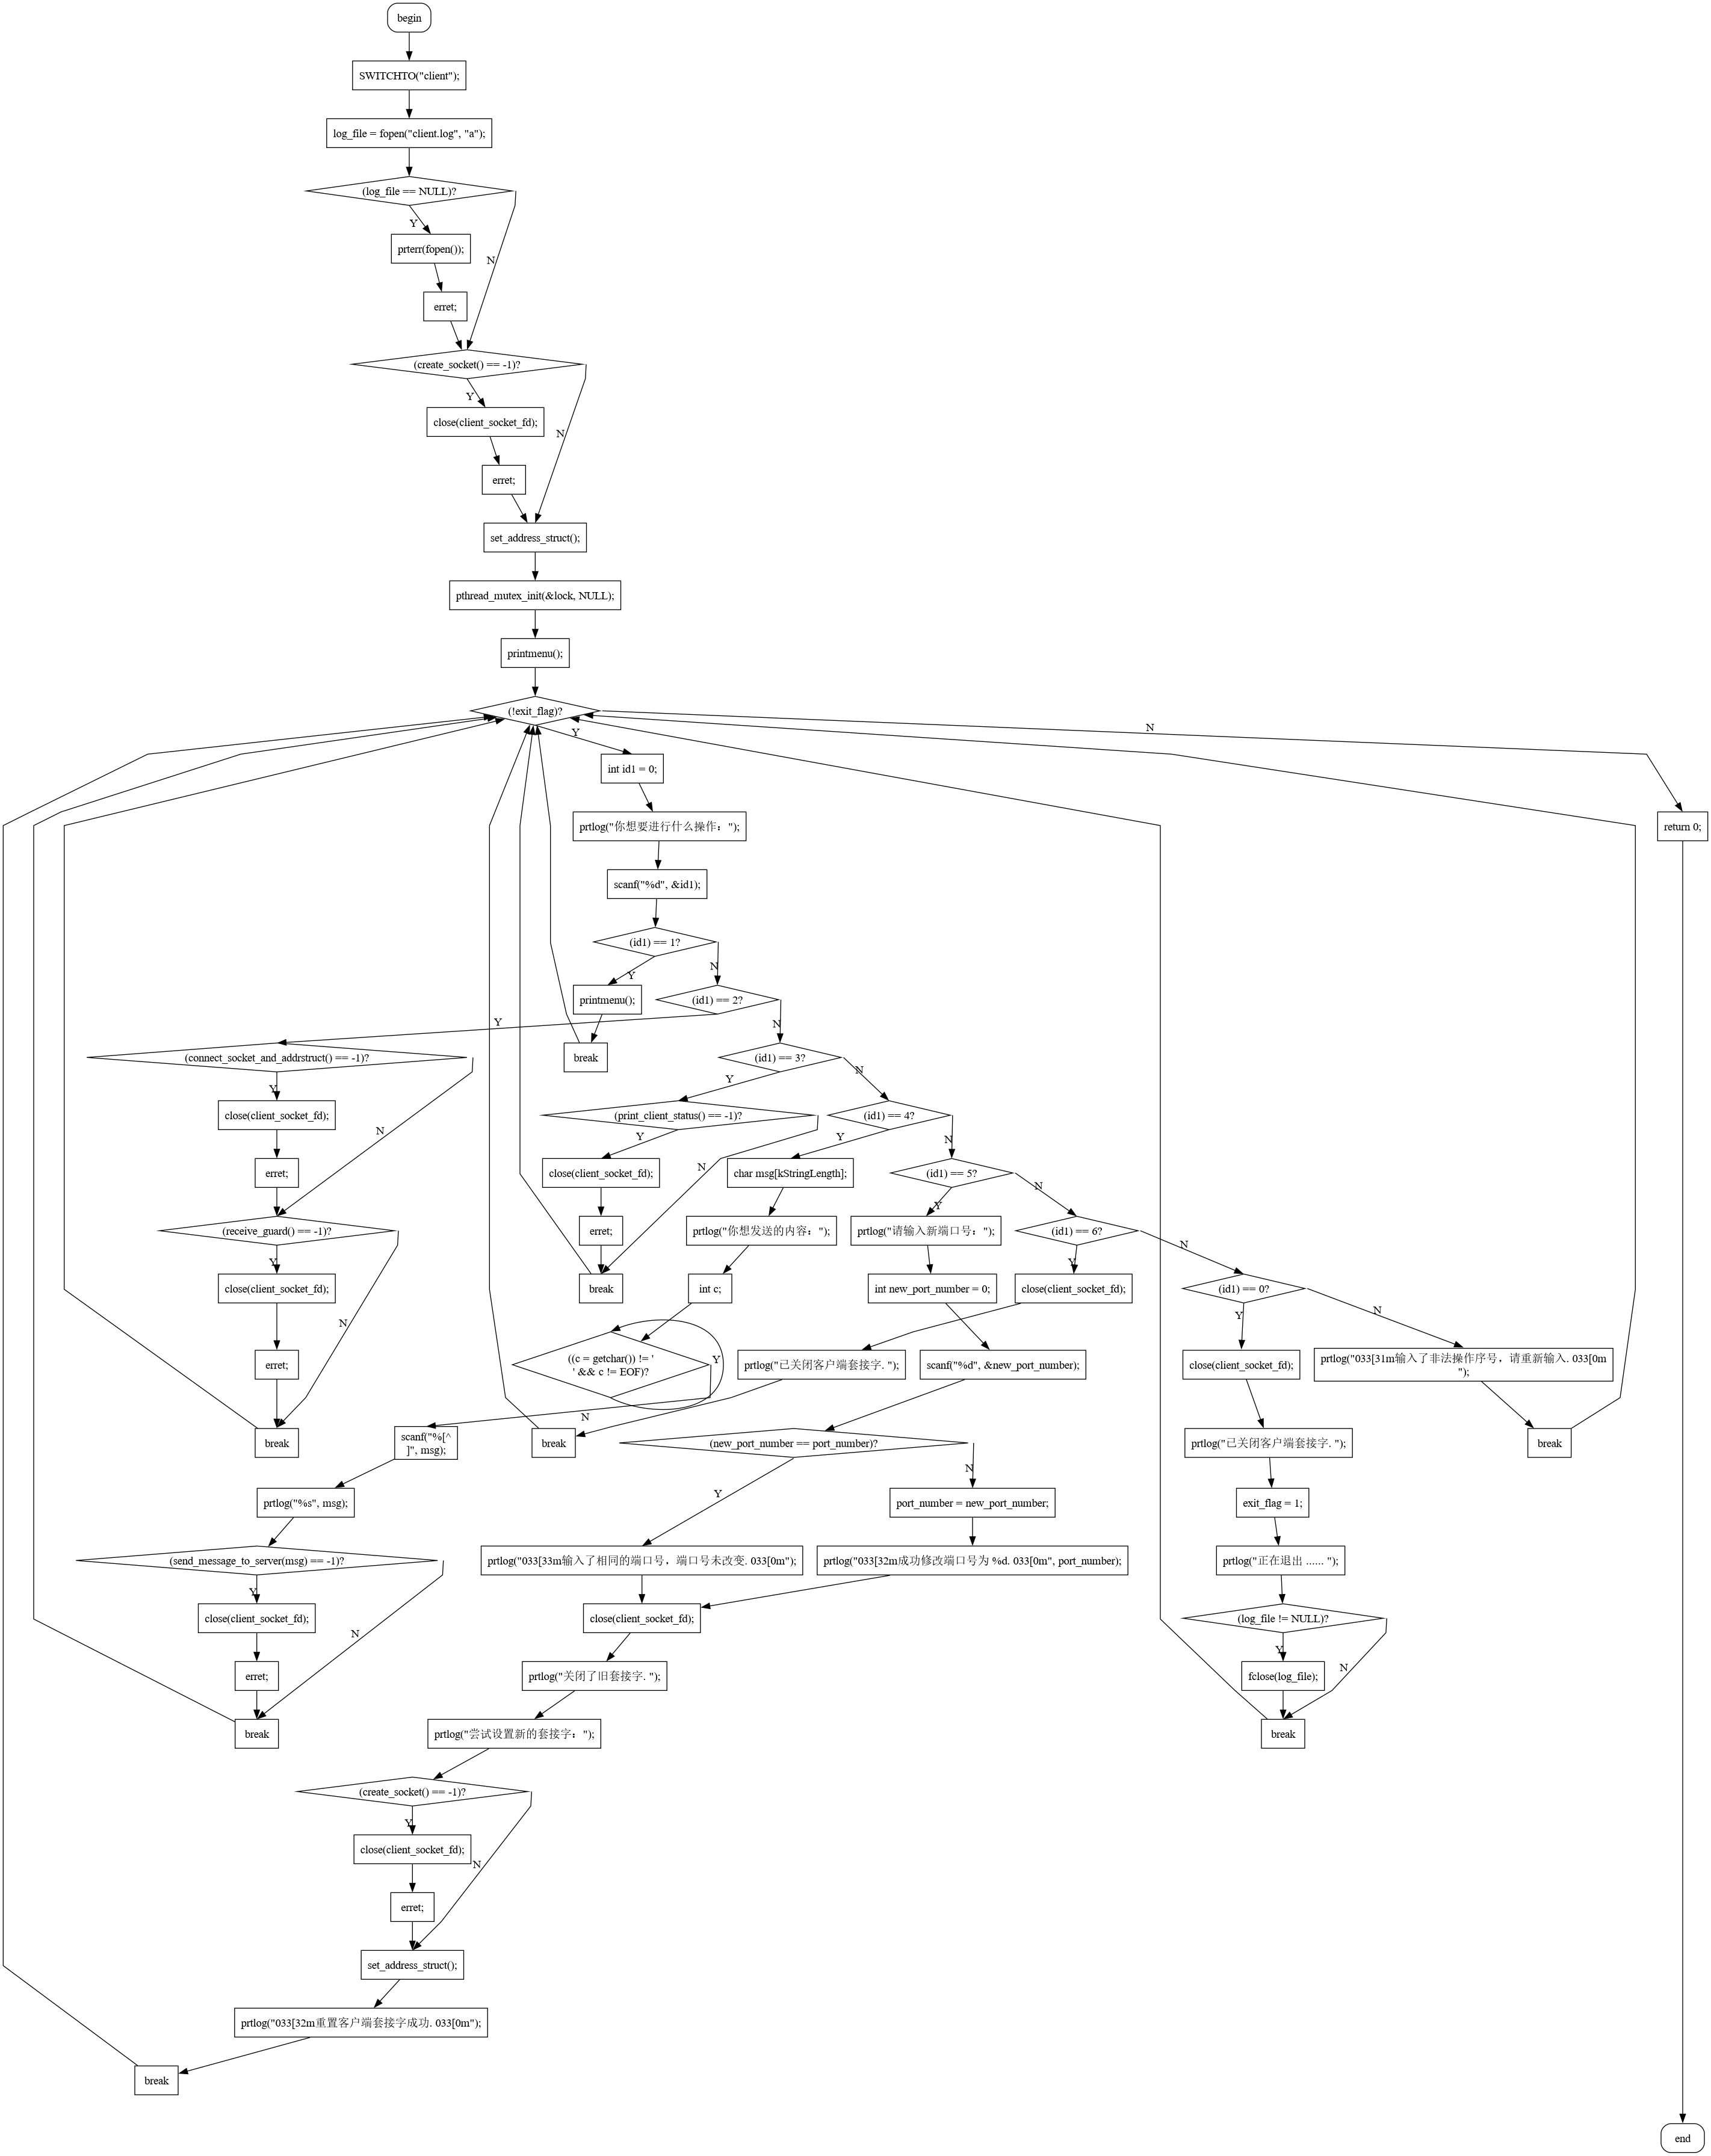 begin
SWITCHTO("client");
log_file = fopen("client.log", "a");
(log_file == NULL)?
Y
N
prterr(fopen());
erret;
(create_socket() == -1)?
Y
N
close(client_socket_fd);
erret;
set_address_struct();
pthread_mutex_init(&lock, NULL);
printmenu();
(!exit_flag)?
Y
N
int id1 = 0;
prtlog("你想要进行什么操作：");
return 0;
scanf("%d", &id1);
(id1) == 1?
Y
N
printmenu();
(id1) == 2?
Y
N
break
(connect_socket_and_addrstruct() == -1)?
(id1) == 3?
Y
Y
N
close(client_socket_fd);
(print_client_status() == -1)?
(id1) == 4?
N
Y
Y
N
erret;
close(client_socket_fd);
N
char msg[kStringLength];
(id1) == 5?
Y
N
(receive_guard() == -1)?
erret;
prtlog("你想发送的内容：");
prtlog("请输入新端口号：");
(id1) == 6?
Y
Y
N
close(client_socket_fd);
break
int c;
int new_port_number = 0;
close(client_socket_fd);
(id1) == 0?
N
Y
N
erret;
((c = getchar()) != '
' && c != EOF)?
Y
prtlog("已关闭客户端套接字. ");
scanf("%d", &new_port_number);
close(client_socket_fd);
prtlog("033[31m输入了非法操作序号，请重新输入. 033[0m
");
N
break
scanf("%[^
]", msg);
break
(new_port_number == port_number)?
prtlog("已关闭客户端套接字. ");
break
Y
N
prtlog("%s", msg);
port_number = new_port_number;
exit_flag = 1;
(send_message_to_server(msg) == -1)?
prtlog("033[33m输入了相同的端口号，端口号未改变. 033[0m");
prtlog("033[32m成功修改端口号为 %d. 033[0m", port_number);
prtlog("正在退出 ...... ");
Y
N
close(client_socket_fd);
close(client_socket_fd);
(log_file != NULL)?
Y
N
erret;
prtlog("关闭了旧套接字. ");
fclose(log_file);
break
prtlog("尝试设置新的套接字：");
break
(create_socket() == -1)?
Y
N
close(client_socket_fd);
erret;
set_address_struct();
prtlog("033[32m重置客户端套接字成功. 033[0m");
break
end